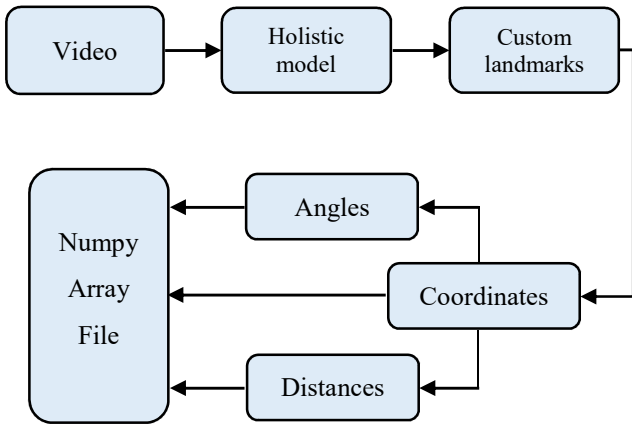 Video
Holistic
model
Custom
landmarks
Angles
Numpy
Array
File
Coordinates
Distances